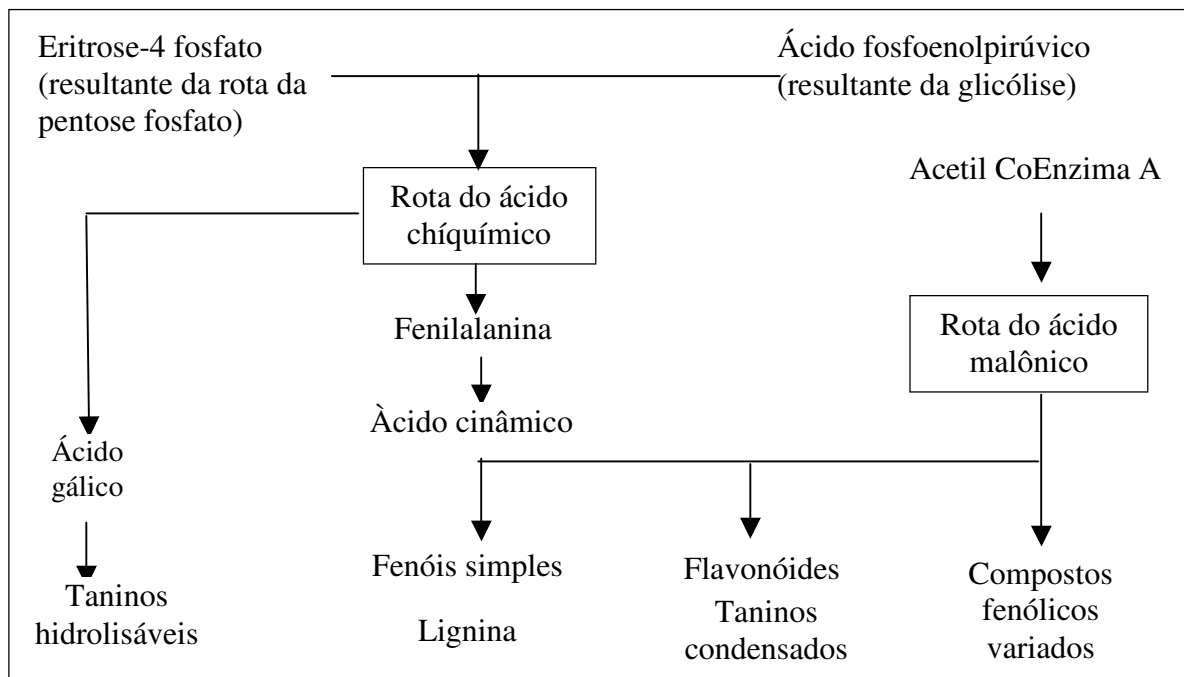 Eritrose-4 fosfato
(resultante da rota da
pentose fosfato)
Ácido fosfoenolpirúvico
(resultante da glicólise)
Acetil CoEnzima A
Rota do ácido
chíquímico
Fenilalanina
Rota do ácido
malônico
Àcido cinâmico
Ácido
gálico
Taninos
hidrolisáveis
Fenóis simples
Lignina
Flavonóides
Taninos
condensados
Compostos
fenólicos
variados